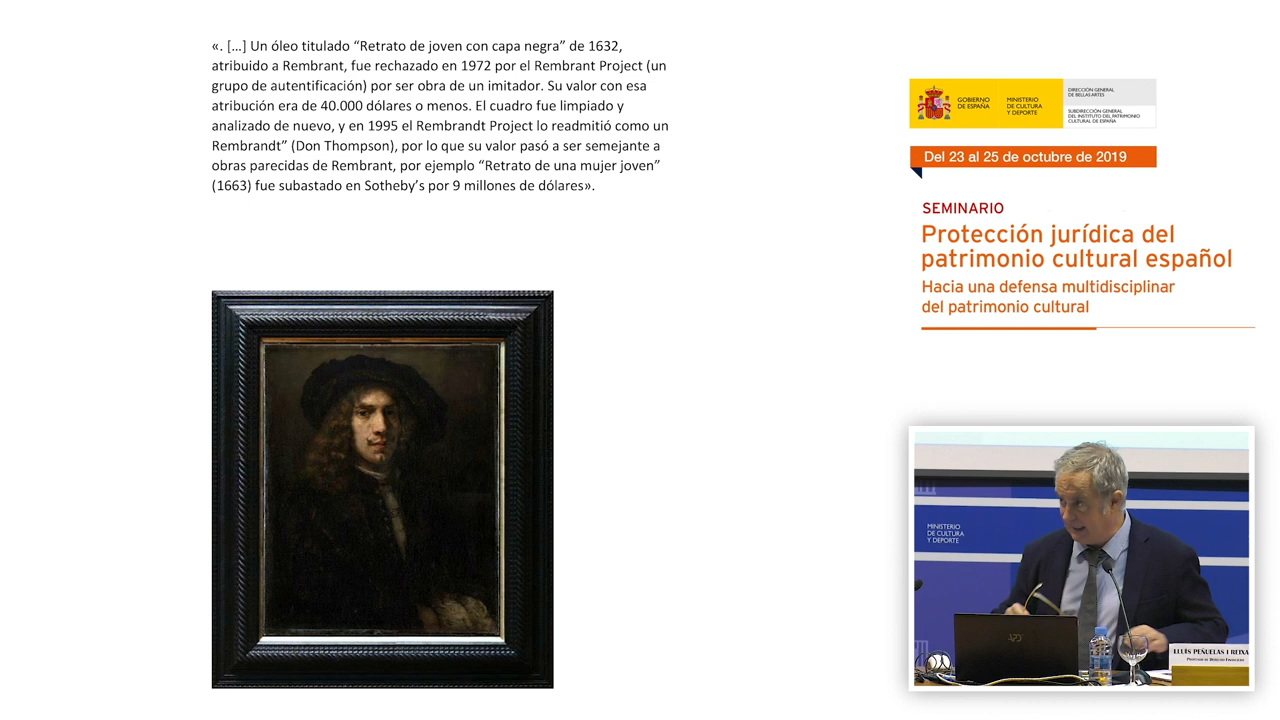 «. […] Un óleo titulado “Retrato de joven con capa negra” de 1632,
atribuido a Rembrant, fue rechazado en 1972 por el Rembrant Project (un
grupo de autentificación) por ser obra de un imitador. Su valor con esa
atribución era de 40.000 dólares o menos. El cuadro fue limpiado y
analizado de nuevo, y en 1995 el Rembrandt Project lo readmitió como un
Rembrandt” (Don Thompson), por lo que su valor pasó a ser semejante a
obras parecidas de Rembrant, por ejemplo “Retrato de una mujer joven”
(1663) fue subastado en Sotheby’s por 9 millones de dólares».
GOBIERNO
DE ESPAÑA
MINISTERIO
DE CULTURA
Y DEPORTE
DIRECCIÓN GENERAL
DE BELLAS ARTES
SUBDIRECCIÓN GENERAL
DEL INSTITUTO DEL PATRIMONIO
CULTURAL DE ESPAÑA
Del 23 al 25 de octubre de 2019
SEMINARIO
Protección jurídica del
patrimonio cultural español
Hacia una defensa multidisciplinar
del patrimonio cultural
MINISTERIO
DE CULTURA
Y DEPORTE
LLUÍS PEÑUELAS I REIXA
PROFESOR DE DERECHO FINANCIERO